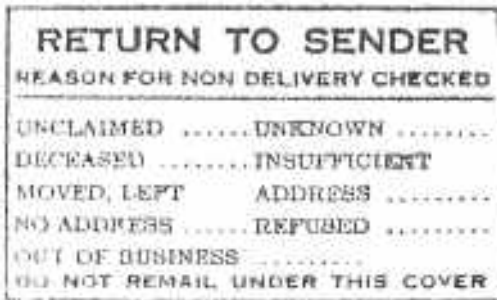 RETURN TO SENDER
REASON FOR NON DELIVERY CHECKED
UNCLAIMED ......UNKNOWN ........
DECEASED ........INSUFFICIENT
MOVED, LEFT ADDRESS .........
NO ADDRESS ......REFUSED .........
OUT OF BUSINESS .........
DO NOT REMAIL UNDER THIS COVER